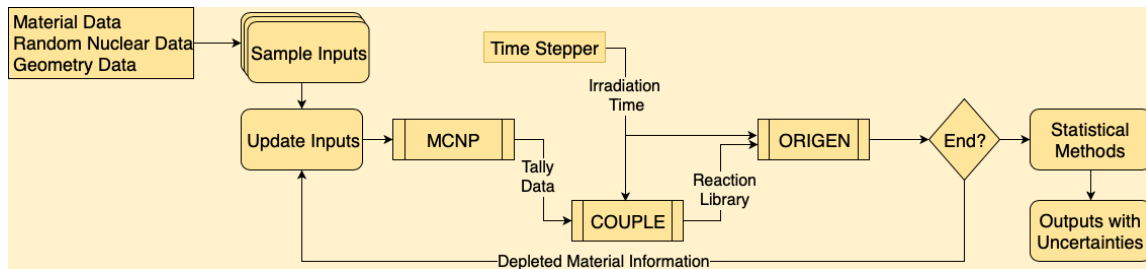 Material Data
Random Nuclear Data
Geometry Data
Sample Inputs
Time Stepper
Irradiation
Time
Update Inputs
MCNP
ORIGEN
End?
Statistical
Methods
Tally
Data
Reaction
Library
COUPLE
Outputs with
Uncertainties
Depleted Material Information